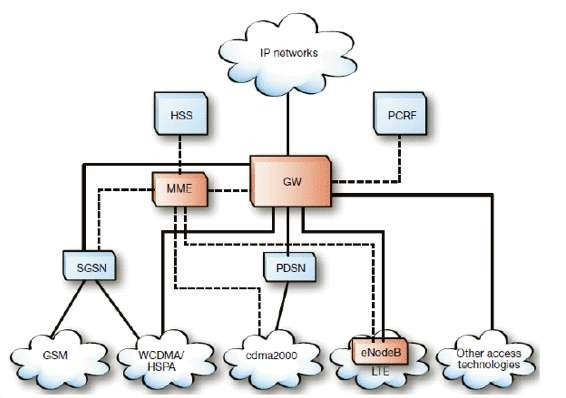 IP networks
HSS
PCRF
MME
GW
SGSN
PDSN
GSM
WCDMA/
HSPA
cdma2000
eNodeB
LTE
Other access
technologies